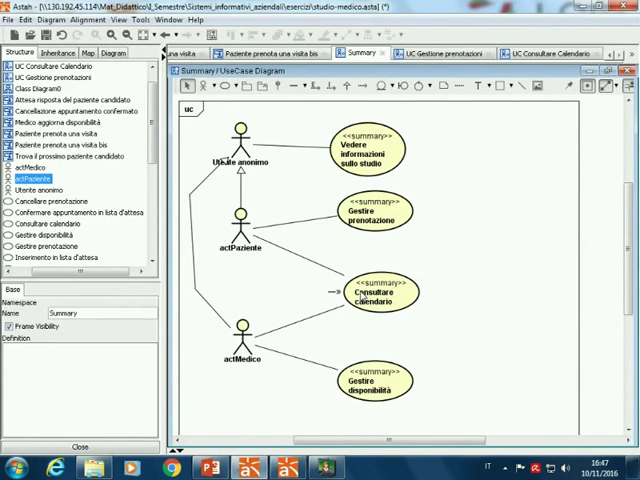 Astah - [\\130.192.45.114\Mat_Didattico\I_Semestre\Sistemi_informativi_aziendali\esercizi\studio-medico.asta] (*)
File Edit Diagram Alignment View Tools Window Help
Structure Inheritance Map Diagram
una visita Paziente prenota una visita bis Summary UC Gestione prenotazioni UC Consultare Calendario
Summary / UseCase Diagram
UC Consultare Calendario
UC Gestione prenotazioni
Class Diagram0
Attesa risposta del paziente candidato
Cancellazione appuntamento confermato
Medico aggiorna disponibilità
Paziente prenota una visita
Paziente prenota una visita bis
Trova il prossimo paziente candidato
actMedico
actPaziente
Utente anonimo
Cancellare prenotazione
Confermare appuntamento in lista d'attesa
Consultare calendario
Gestire disponibilità
Gestire prenotazione
Inserimento in lista d'attesa
Base
Namespace
Name Summary
Frame Visibility
Definition
Close
uc
Utente anonimo
<<summary>>
Vedere
informazioni
sullo studio
<<summary>>
Gestire
prenotazione
actPaziente
<<summary>>
Consultare
calendario
actMedico
<<summary>>
Gestire
disponibilità
IT
16:47
10/11/2016